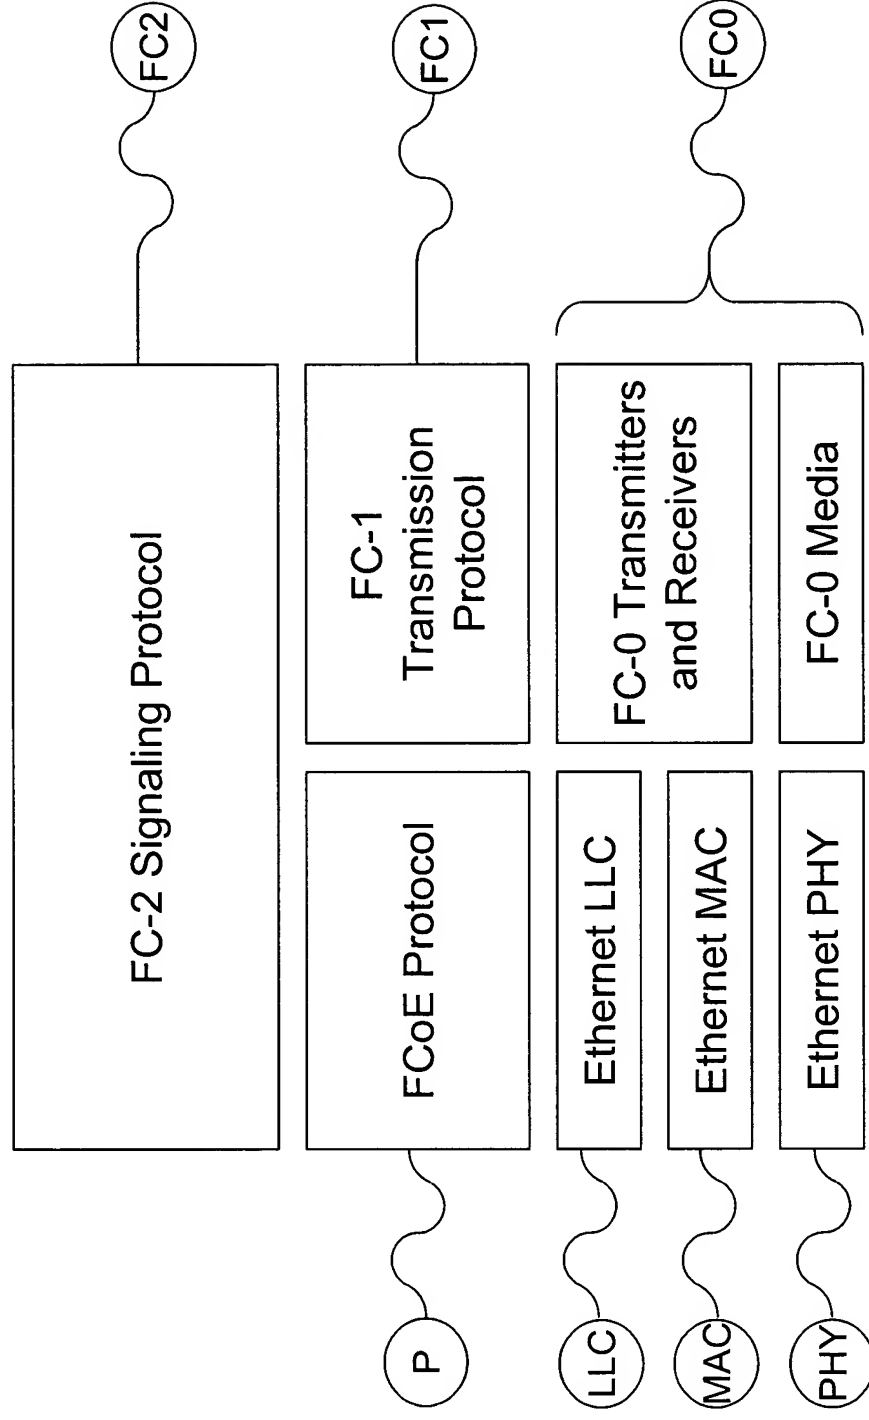 FC-2 Signaling Protocol
FC2
P
FCoE Protocol
FC-1
Transmission
Protocol
FC1
LLC
Ethernet LLC
MAC
Ethernet MAC
FC-0 Transmitters
and Receivers
FC0
PHY
Ethernet PHY
FC-0 Media